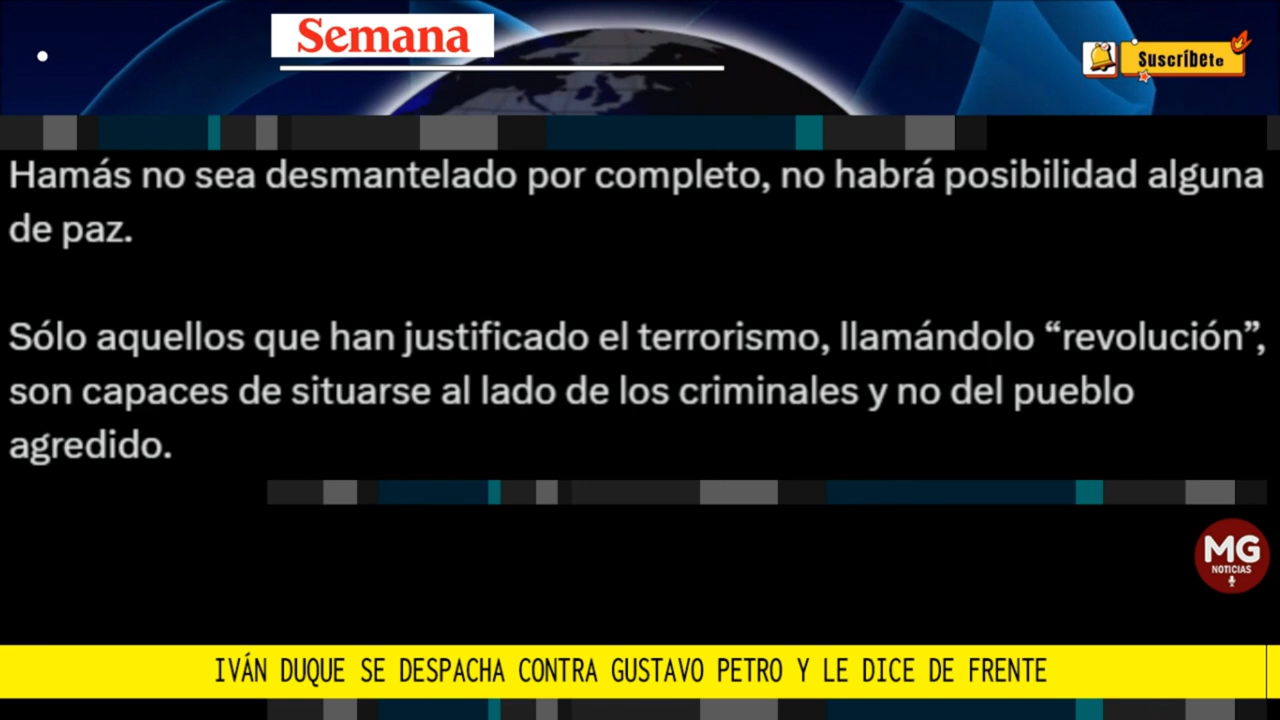 Semana
Suscríbete
Hamás no sea desmantelado por completo, no habrá posibilidad alguna
de paz.
Sólo aquellos que han justificado el terrorismo, llamándolo “revolución”,
son capaces de situarse al lado de los criminales y no del pueblo
agredido.
MG
NOTICIAS
IVÁN DUQUE SE DESPACHA CONTRA GUSTAVO PETRO Y LE DICE DE FRENTE